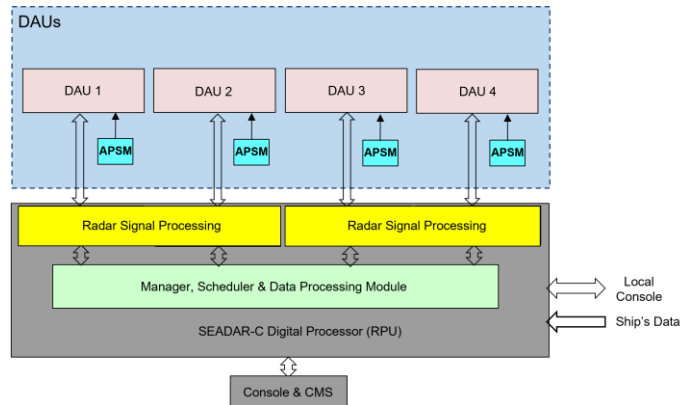 DAUs
DAU 1
DAU 2
DAU 3
DAU 4
APSM
APSM
APSM
APSM
Radar Signal Processing
Radar Signal Processing
Manager, Scheduler & Data Processing Module
Local
Console
SEADAR-C Digital Processor (RPU)
Ship's Data
Console & CMS